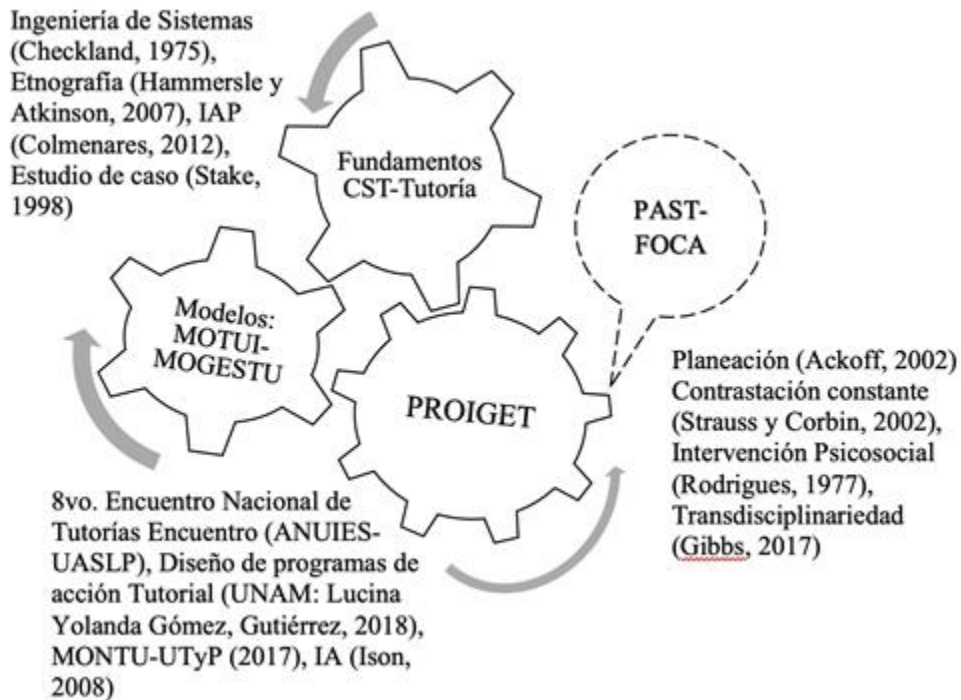 Ingeniería de Sistemas
(Checkland, 1975),
Etnografía (Hammersle y
Atkinson, 2007), IAP
(Colmenares, 2012),
Estudio de caso (Stake,
1998)
Fundamentos
CST-Tutoría
PAST-
FOCA
Modelos:
MOTUI-
MOGESTU
PROIGET
Planeación (Ackoff, 2002)
Contrastación constante
(Strauss y Corbin, 2002),
Intervención Psicosocial
(Rodrigues, 1977),
Transdisciplinariedad
(Gibbs, 2017)
8vo. Encuentro Nacional de
Tutorías Encuentro (ANUIES-
UASLP), Diseño de programas de
acción Tutorial (UNAM: Lucina
Yolanda Gómez, Gutiérrez, 2018),
MONTU-UTyP (2017), IA (Ison,
2008)